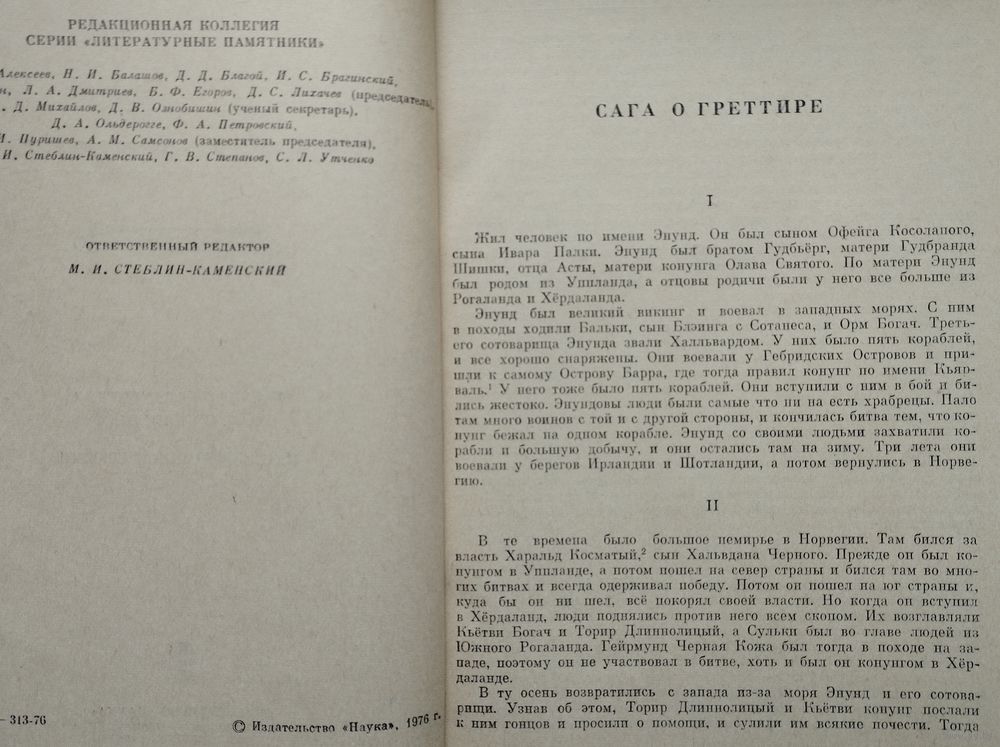 РЕДАКЦИОННАЯ КОЛЛЕГИЯ
СЕРИИ «ЛИТЕРАТУРНЫЕ ПАМЯТНИКИ»
Алексеев, Н. И. Балашов, Д. Д. Благой, И. С. Брагинский,
Л. А. Дмитриев, Б. Ф. Егоров, Д. С. Лихачев (председатель),
Д. Михайлов, Д. В. Ознобишин (ученый секретарь),
Д. А. Ольдерогге, Ф. А. Петровский,
И. Пуришев, А. М. Самсонов (заместитель председателя),
И. Стеблин-Каменский, Г. В. Степанов, С. Л. Утченко
ОТВЕТСТВЕННЫЙ РЕДАКТОР
М. И. СТЕБЛИН-КАМЕНСКИЙ
– 313-76
© Издательство «Наука», 1976 г.
САГА О ГРЕТТИРЕ
I
Жил человек по имени Энунд. Он был сыном Офейга Косолапого,
сына Ивара Палки. Энунд был братом Гудбьёрг, матери Гудбранда
Шишки, отца Асты, матери конунга Олава Святого. По матери Энунд
был родом из Уппланда, а отцовы родичи были у него все больше из
Рогаланда и Хёрдаланда.
Энунд был великий викинг и воевал в западных морях. С ним
в походы ходили Бальки, сын Блэинга с Сотанеса, и Орм Богач. Треть-
его сотоварища Энунда звали Халльвардом. У них было пять кораблей,
и все хорошо снаряжены. Они воевали у Гебридских Островов и при-
шли к самому Острову Барра, где тогда правил конунг по имени Кьяр-
валь.¹ У него тоже было пять кораблей. Они вступили с ним в бой и би-
лись жестоко. Энундовы люди были самые что ни на есть храбрецы. Пало
там много воинов с той и с другой стороны, и кончилась битва тем, что ко-
нунг бежал на одном корабле. Энунд со своими людьми захватили ко-
рабли и большую добычу, и они остались там на зиму. Три лета они
воевали у берегов Ирландии и Шотландии, а потом вернулись в Норве-
гию.
II
В те времена было большое немирье в Норвегии. Там бился за
власть Харальд Косматый,² сын Хальвдана Черного. Прежде он был ко-
нунгом в Уппланде, а потом пошел на север страны и бился там во мно-
гих битвах и всегда одерживал победу. Потом он пошел на юг страны и,
куда бы он ни шел, всё покорял своей власти. Но когда он вступил
в Хёрдаланд, люди поднялись против него всем скопом. Их возглавляли
Кьётви Богач и Торир Длиннолицый, а Сульки был во главе людей из
Южного Рогаланда. Гейрмунд Черная Кожа был тогда в походе на за-
паде, поэтому он не участвовал в битве, хоть и был он конунгом в Хёр-
даланде.
В ту осень возвратились с запада из-за моря Энунд и его сотова-
рищи. Узнав об этом, Торир Длиннолицый и Кьётви конунг послали
к ним гонцов и просили о помощи, и сулили им всякие почести. Тогда